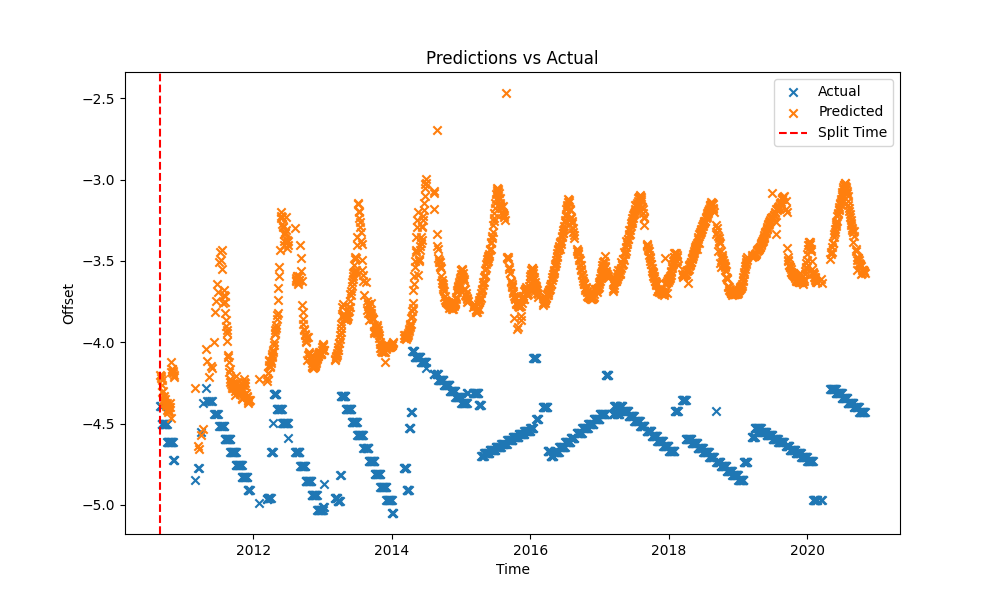 Predictions vs Actual
Actual
Predicted
Split Time
Offset
−2.5
−3.0
−3.5
−4.0
−4.5
−5.0
2012
2014
2016
2018
2020
Time